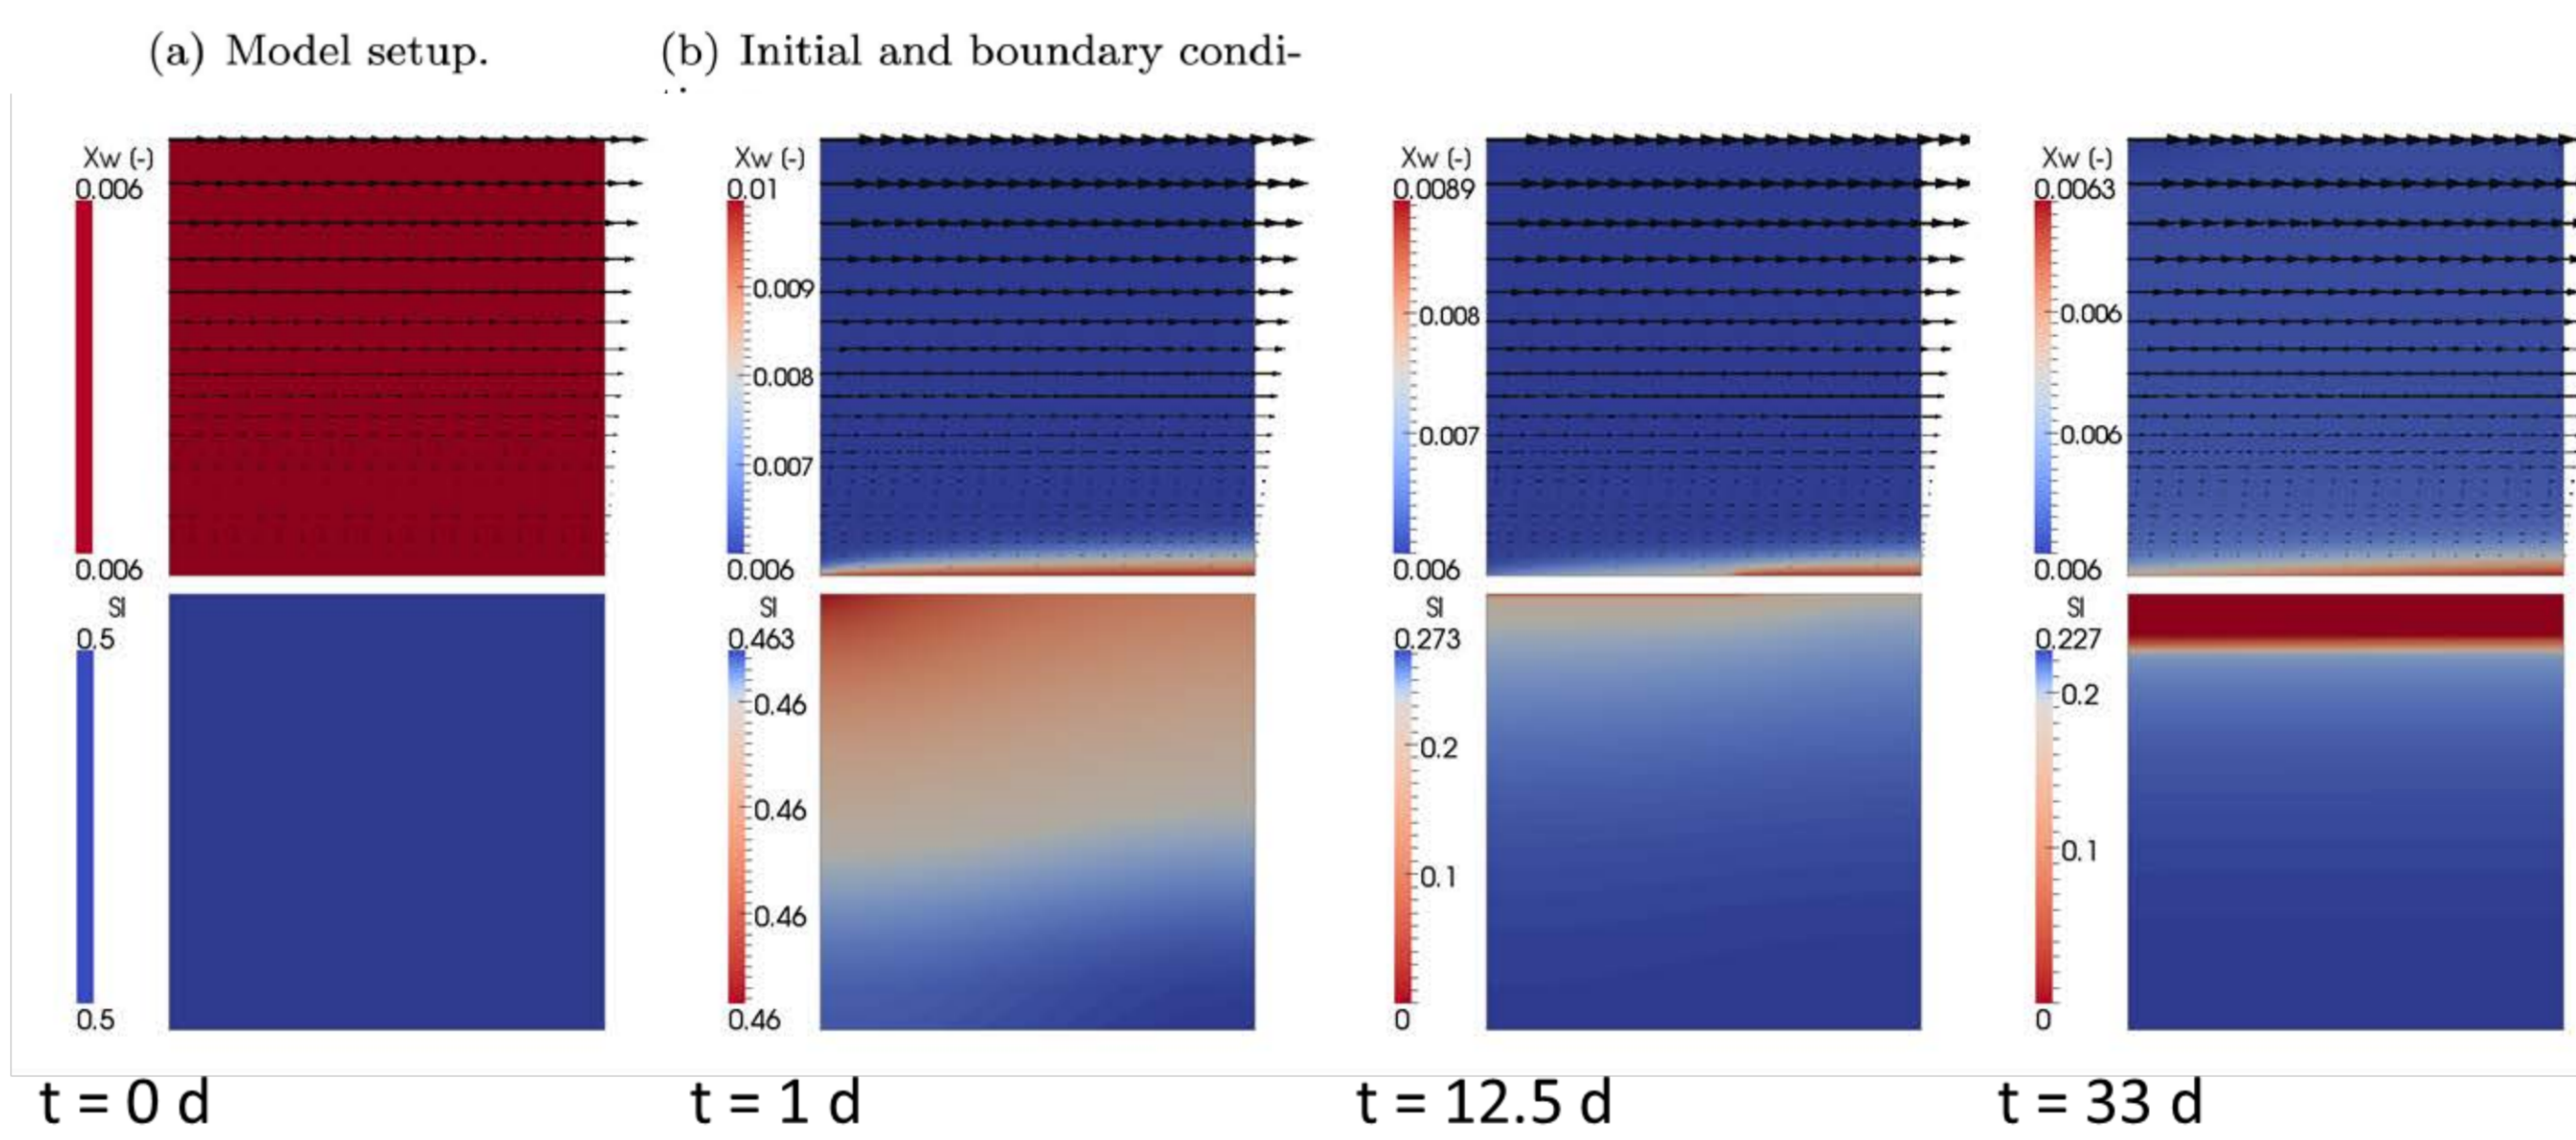 (a) Model setup.
(b) Initial and boundary condi-
Xw (-)
0.006
0.006
Sl
0.5
0.5
t = 0 d
Xw (-)
0.01
0.009
0.008
0.007
0.006
Sl
0.463
0.46
0.46
0.46
0.46
t = 1 d
Xw (-)
0.0089
0.008
0.007
0.006
Sl
0.273
0.2
0.1
0
t = 12.5 d
Xw (-)
0.0063
0.006
0.006
0.006
Sl
0.227
0.2
0.1
0
t = 33 d